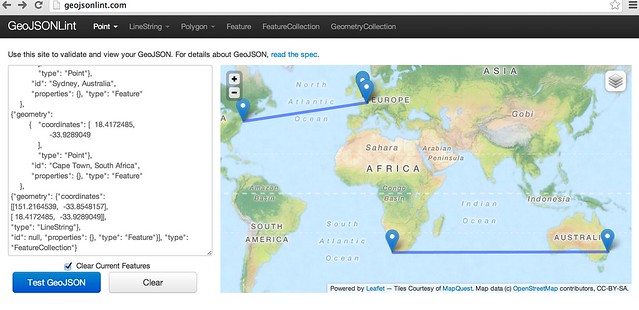 geojsonlint.com
GeoJSONLint Point LineString Polygon Feature FeatureCollection GeometryCollection
Use this site to validate and view your GeoJSON. For details about GeoJSON, read the spec.
"type": "Point"},
"id": "Sydney, Australia",
"properties": {}, "type": "Feature"
},
{"geometry":
{ "coordinates": [ 18.4172485,
-33.9289049
],
"type": "Point"},
"id": "Cape Town, South Africa",
"properties": {}, "type": "Feature"
},
{"geometry": {"coordinates":
[[151.2164539, -33.8548157],
[ 18.4172485, -33.9289049]],
"type": "LineString"},
"id": null, "properties": {}, "type": "Feature"}], "type":
"FeatureCollection"}
Clear Current Features
Test GeoJSON Clear
+
−
ASIA
North
Atlantic
Ocean
EUROPE
Gobi
Sahara
Arabian
Peninsula
AFRICA
Amazon
Basin
Congo
Basin
Indonesia
Indian
Ocean
SOUTH
AMERICA
South
Atlantic
Ocean
AUSTRALI
Powered by Leaflet — Tiles Courtesy of MapQuest. Map data (c) OpenStreetMap contributors, CC-BY-SA.